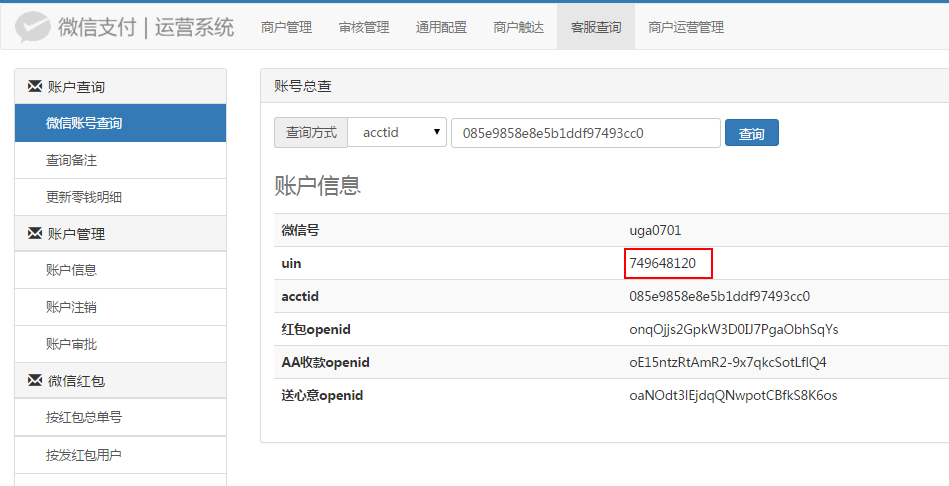 微信支付 | 运营系统 商户管理 审核管理 通用配置 商户触达 客服查询 商户运营管理
账户查询
微信账号查询
查询备注
更新零钱明细
账户管理
账户信息
账户注销
账户审批
微信红包
按红包总单号
按发红包用户
账号总查
查询方式 acctid 085e9858e8e5b1ddf97493cc0 查询
账户信息
微信号 uga0701
uin 749648120
acctid 085e9858e8e5b1ddf97493cc0
红包openid onqOjjs2GpkW3D0IJ7PgaObhSqYs
AA收款openid oE15ntzRtAmR2-9x7qkcSotLflQ4
送心意openid oaNOdt3lEjdqQNwpotCBfkS8K6os